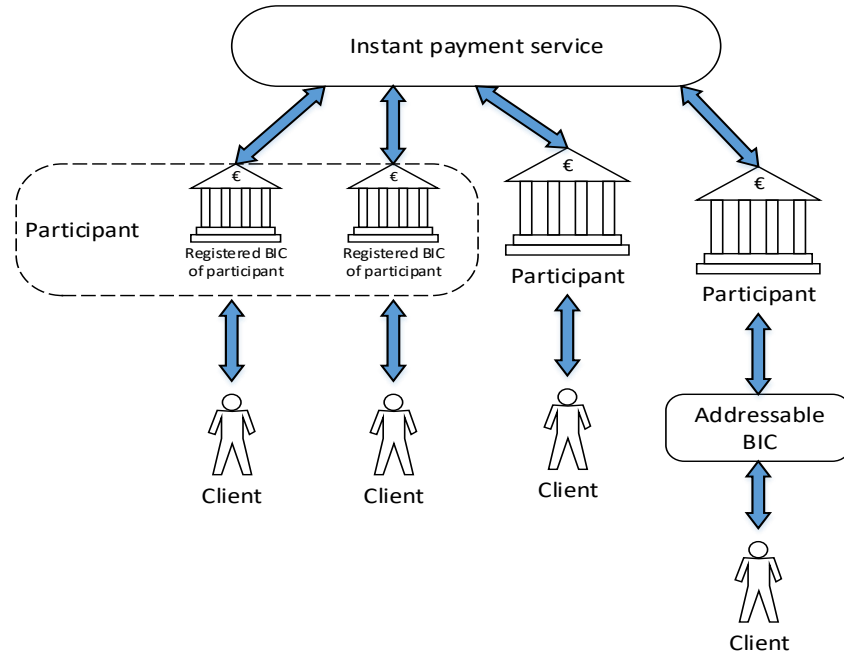 Instant payment service
€
€
€
€
Participant
Registered BIC
of participant
Registered BIC
of participant
Participant
Participant
Addressable
BIC
Client
Client
Client
Client